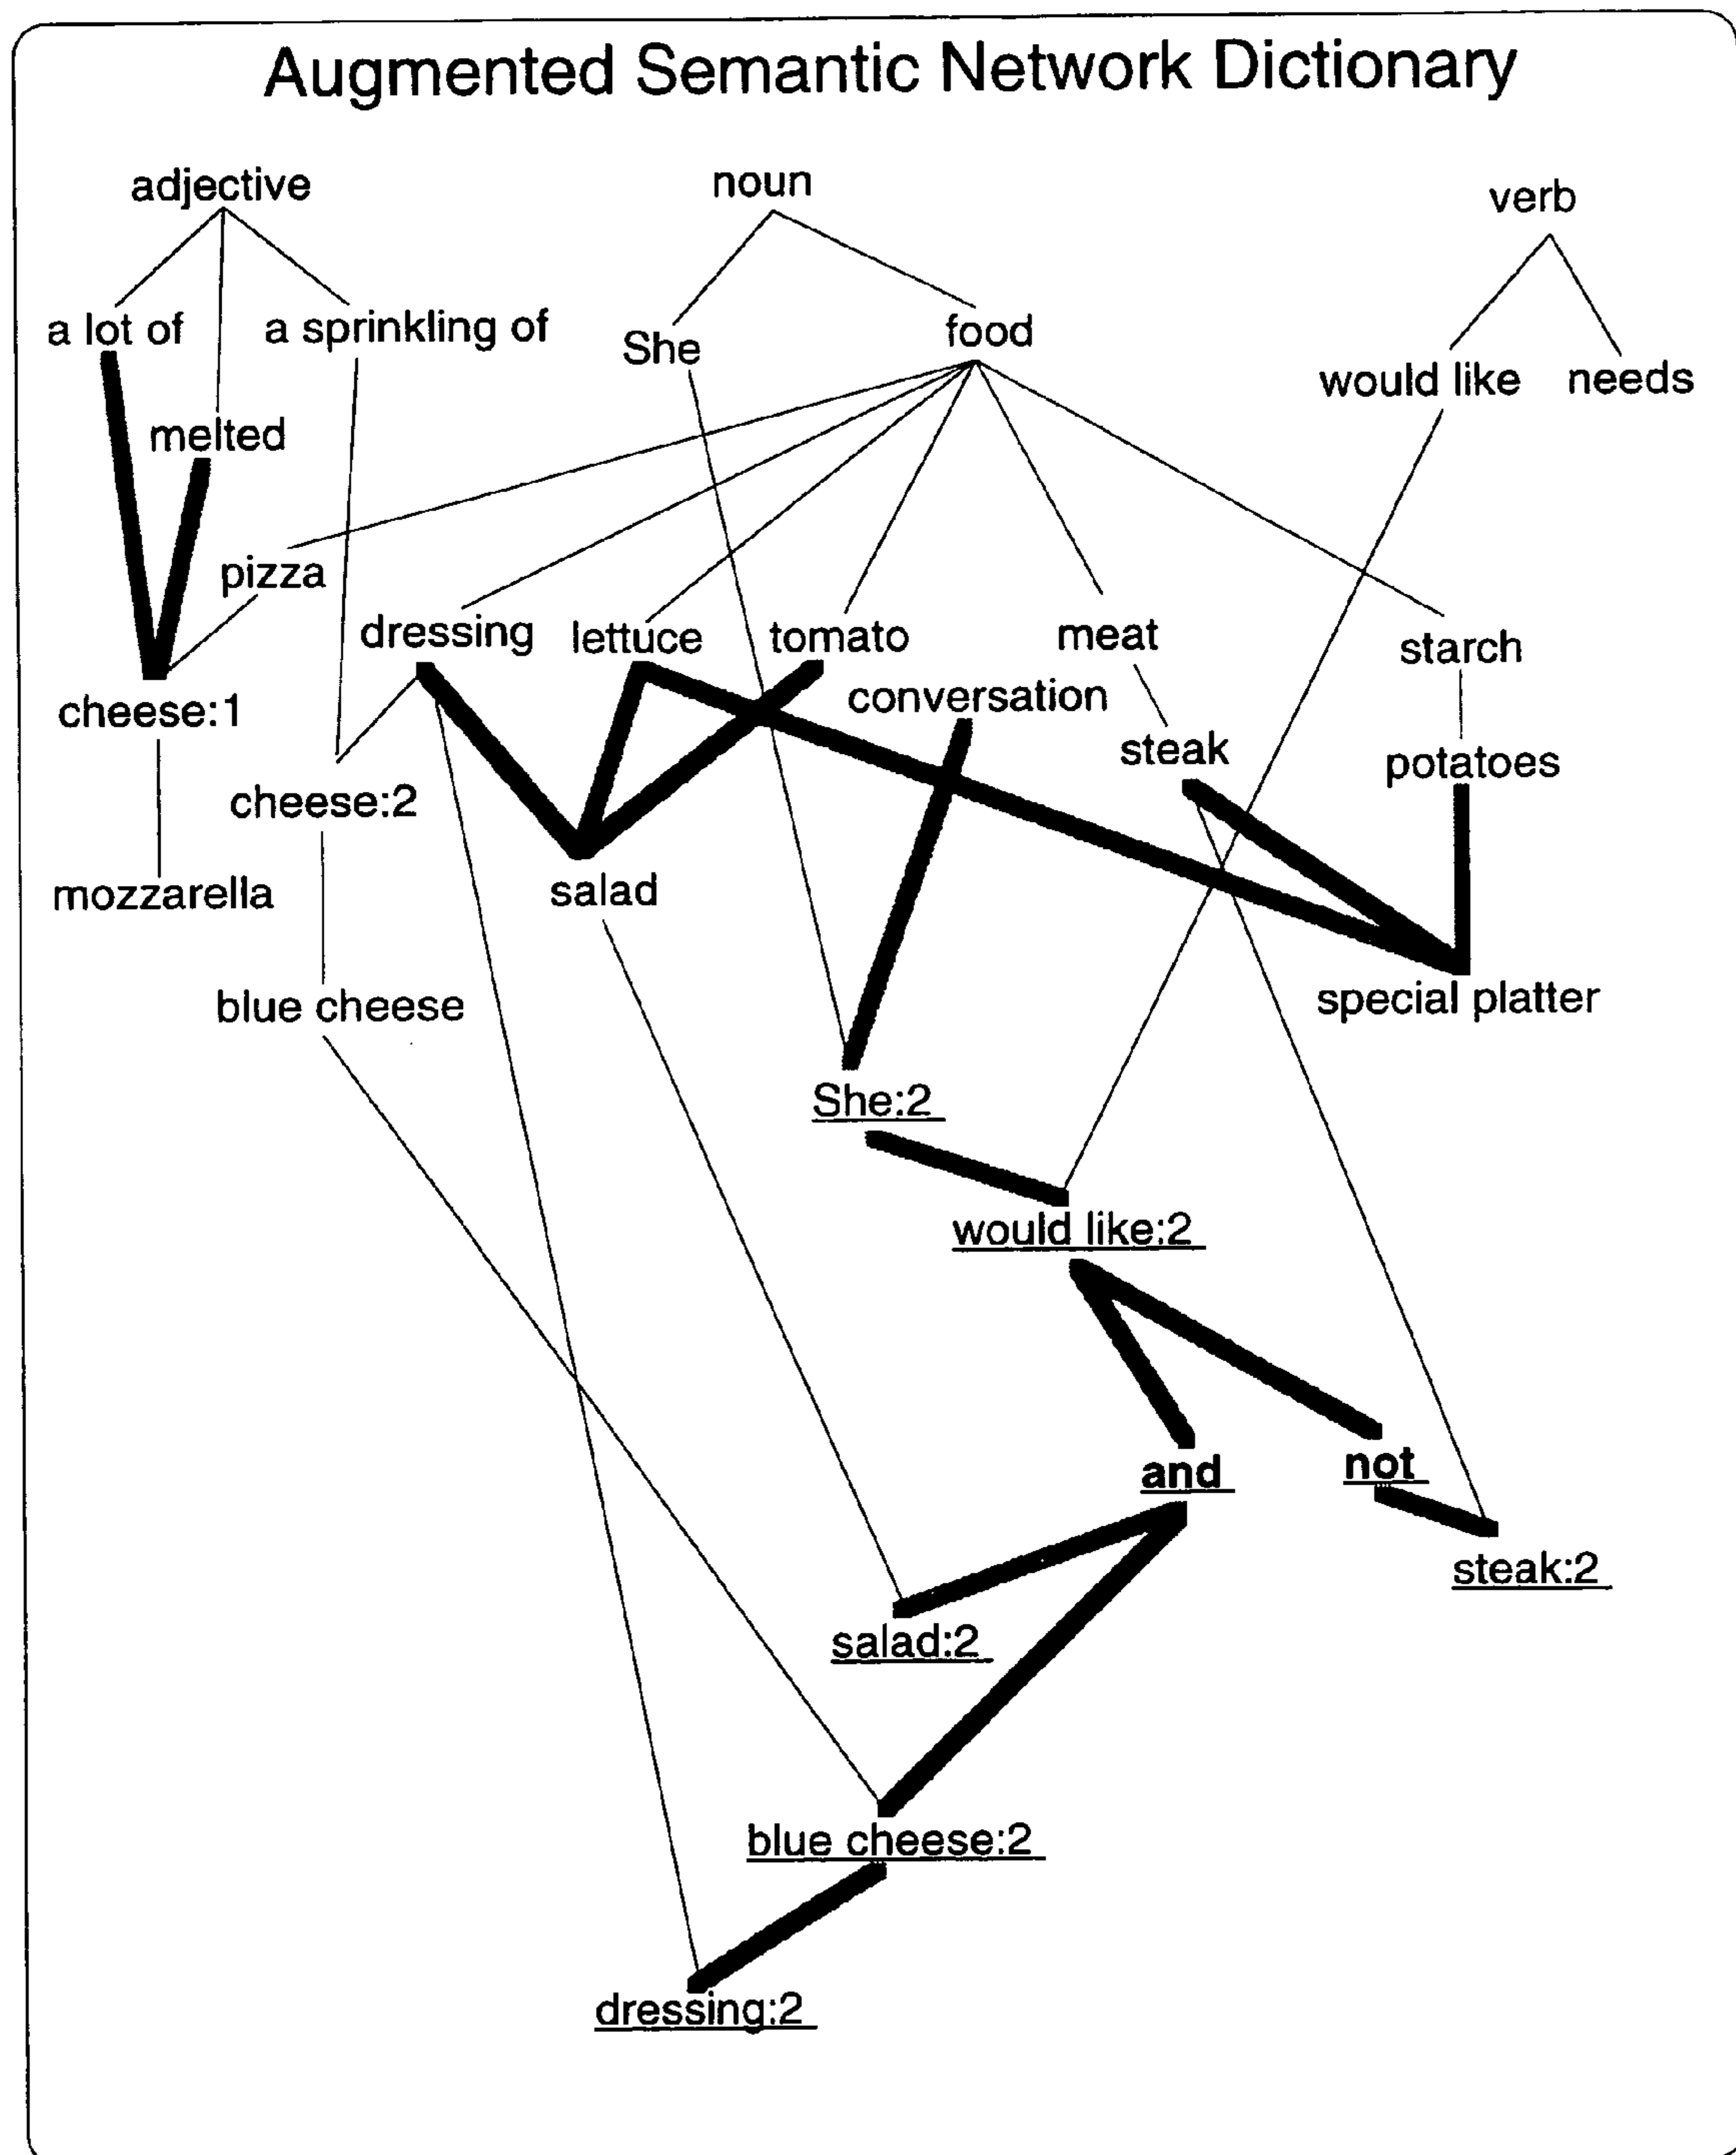 Augmented Semantic Network Dictionary
adjective
noun
verb
a lot of
a sprinkling of
She
food
would like
needs
melted
pizza
dressing
lettuce
tomato
meat
starch
conversation
cheese:1
steak
potatoes
cheese:2
mozzarella
salad
special platter
blue cheese
She:2
would like:2
and
not
steak:2
salad:2
blue cheese:2
dressing:2